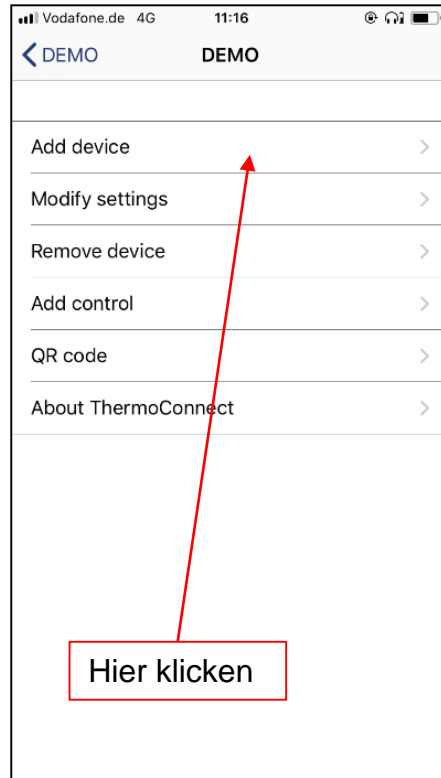 Vodafone.de 4G 11:16
DEMO DEMO
Add device
Modify settings
Remove device
Add control
QR code
About ThermoConnect
Hier klicken